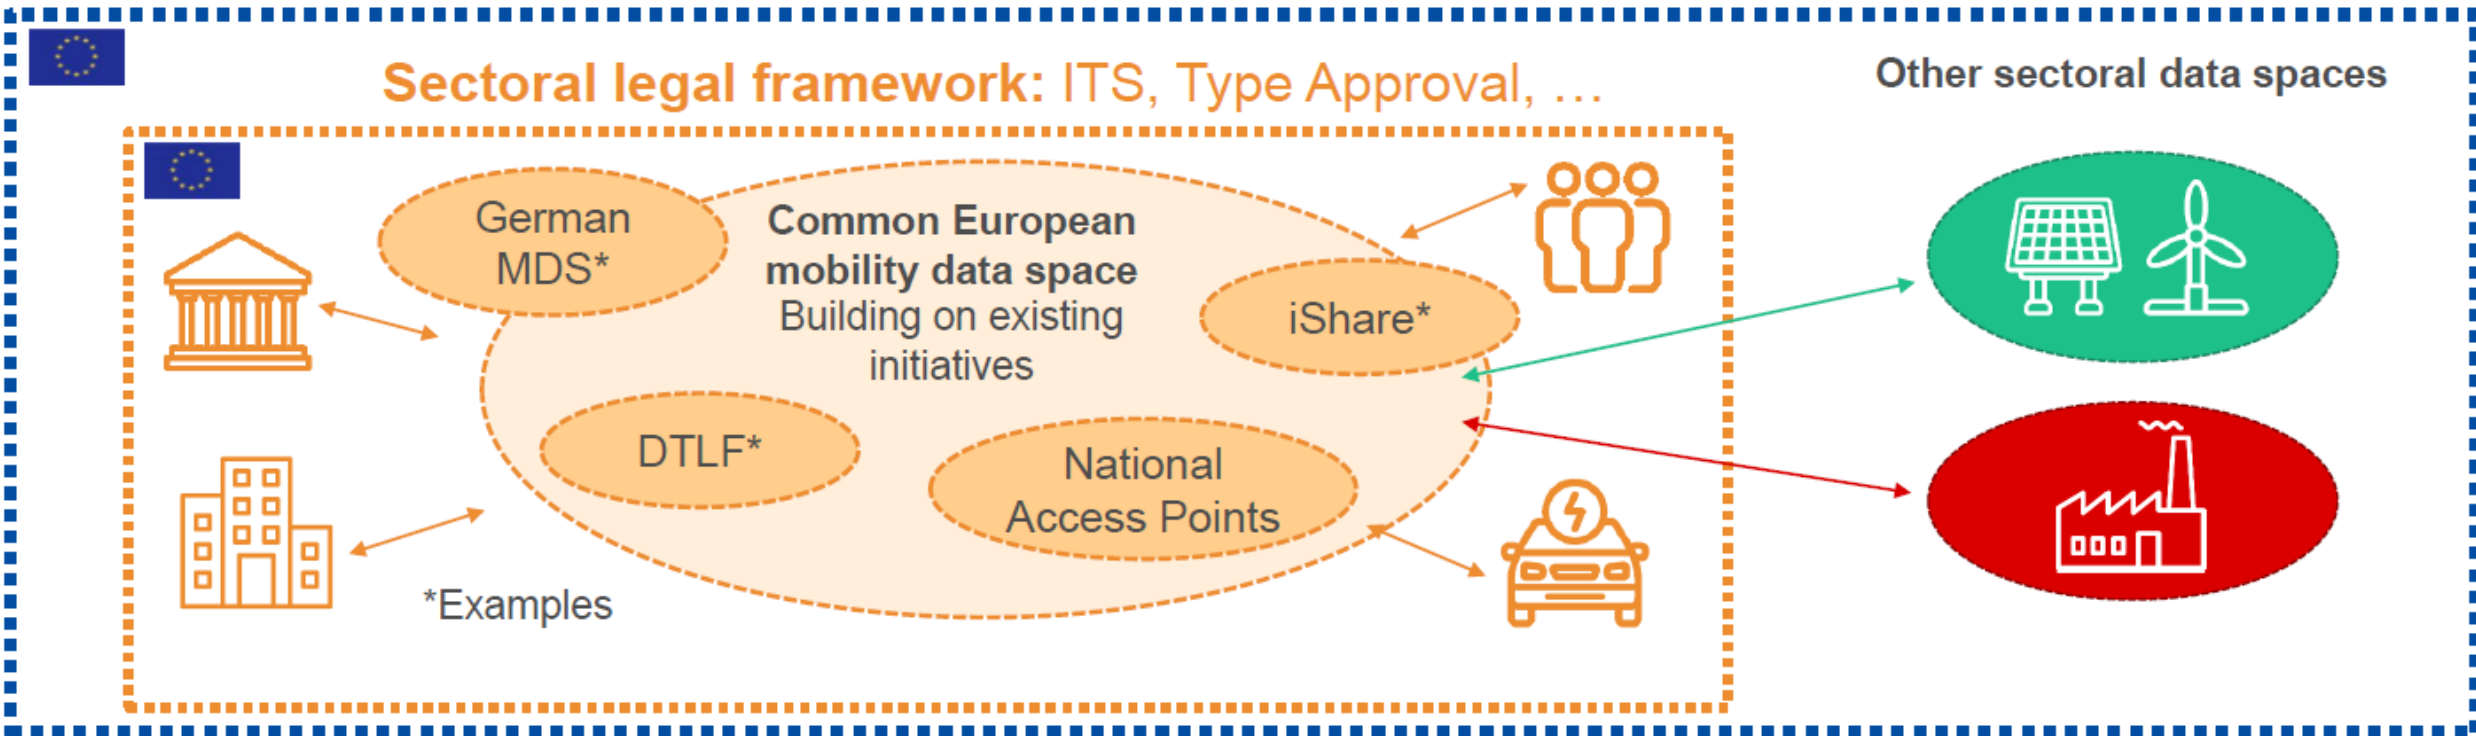 Sectoral legal framework: ITS, Type Approval, ...
Other sectoral data spaces
German
MDS*
Common European
mobility data space
Building on existing
initiatives
iShare*
DTLF*
National
Access Points
*Examples